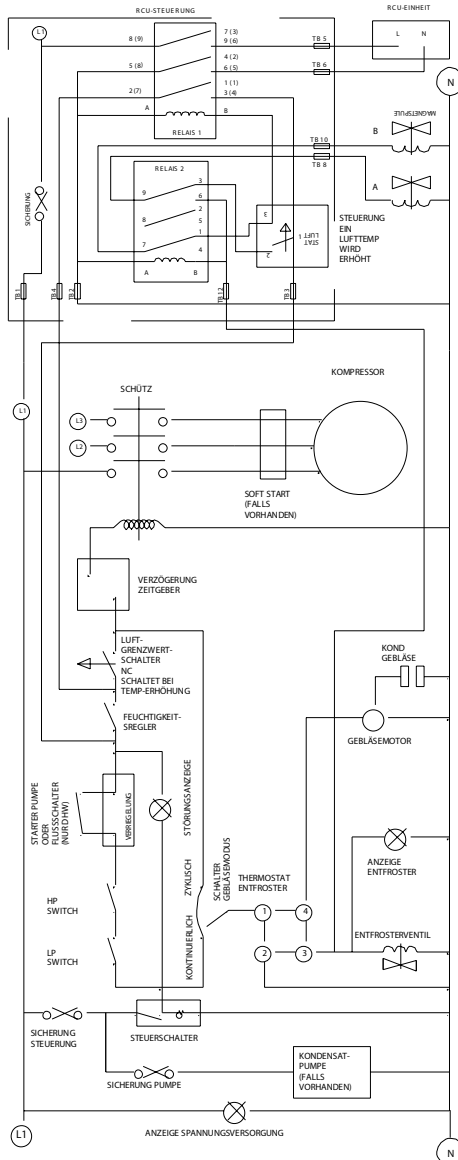 RCU-STEUERUNG
RCU-EINHEIT
L1
8 (9)
7 (3)
9 (6)
TB 5
L
N
5 (8)
4 (2)
6 (5)
TB 6
2(7)
1 (1)
3 (4)
N
A
B
RELAIS 1
MAGNETSPULE
B
TB 10
TB 8
RELAIS 2
SICHERUNG
9
3
6
A
8
2
5
3
STEUERUNG
EIN
LUFTTEMP
WIRD
ERHÖHT
7
1
4
STAT
LUFT
1
2
A
B
TB 1
TB 4
TB 2
TB 12
TB 3
KOMPRESSOR
SCHÜTZ
L1
L3
L2
SOFT START
(FALLS
VORHANDEN)
VERZÖGERUNG
ZEITGEBER
LUFT-
GRENZWERT-
SCHALTER
NC
SCHALTET BEI
TEMP-ERHÖHUNG
KOND
GEBLÄSE
FEUCHTIGKEIT-
SREGLER
GEBLÄSEMOTOR
STARTER PUMPE
ODER
FLUSSSCHALTER
(NUR DHW)
VERRIEGELUNG
STÖRUNGSANZEIGE
ANZEIGE
ENTFROSTER
KONTINUIERLICH
ZYKLISCH
SCHALTER
GEBLÄSEMODUS
THERMOSTAT
ENTFROSTER
HP
SWITCH
1
4
ENTFROSTERVENTIL
LP
SWITCH
2
3
SICHERUNG
STEUERUNG
STEUERSCHALTER
SICHERUNG PUMPE
KONDENSAT-
PUMPE
(FALLS
VORHANDEN)
L1
ANZEIGE SPANNUNGSVERSORGUNG
N